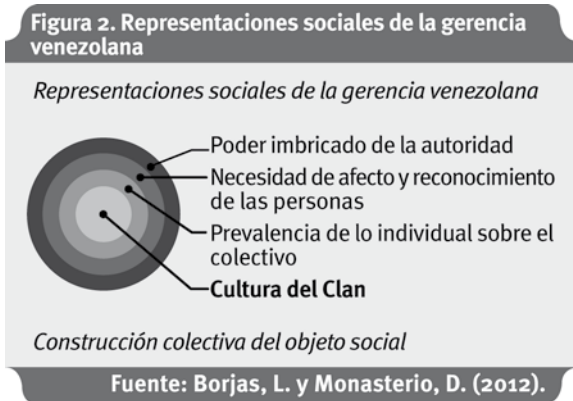 Figura 2. Representaciones sociales de la gerencia
venezolana
Representaciones sociales de la gerencia venezolana
Poder imbricado de la autoridad
Necesidad de afecto y reconocimiento
de las personas
Prevalencia de lo individual sobre el
colectivo
Cultura del Clan
Construcción colectiva del objeto social
Fuente: Borjas, L. y Monasterio, D. (2012).